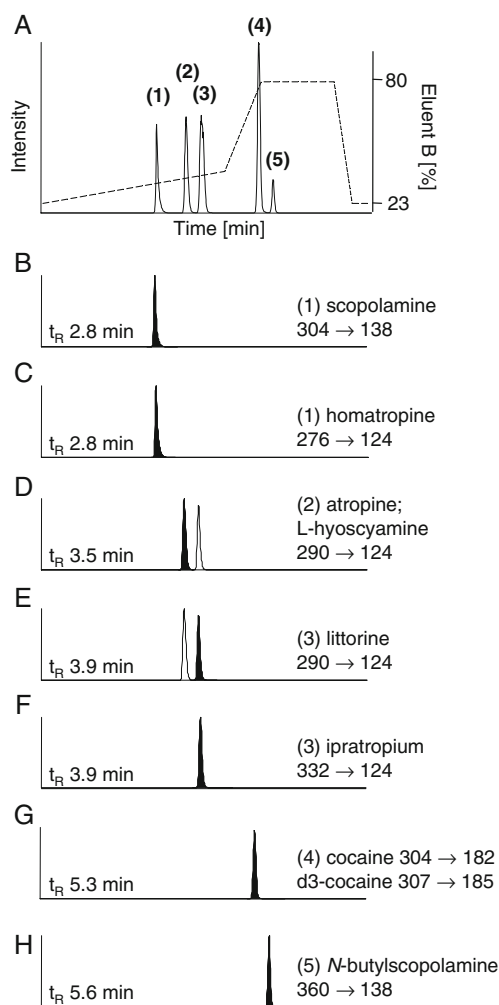 A
(4)
(2)
(1)
(3)
(5)
Intensity
Time [min]
80
23
Eluent B [%]
B
t_R 2.8 min
(1) scopolamine
304 → 138
C
t_R 2.8 min
(1) homatropine
276 → 124
D
t_R 3.5 min
(2) atropine;
L-hyoscyamine
290 → 124
E
t_R 3.9 min
(3) littorine
290 → 124
F
t_R 3.9 min
(3) ipratropium
332 → 124
G
t_R 5.3 min
(4) cocaine 304 → 182
d3-cocaine 307 → 185
H
t_R 5.6 min
(5) N-butylscopolamine
360 → 138